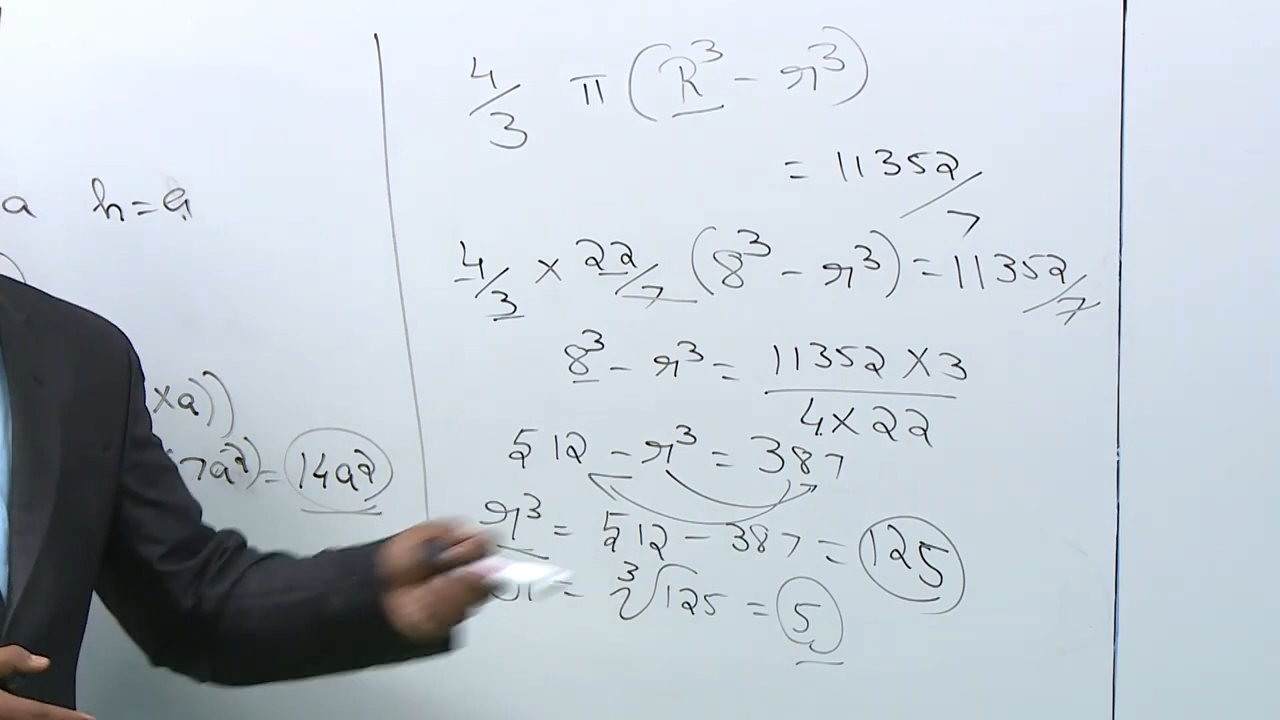 a h=a
×a))
7a²)=14a²
4/3 π (R³ - r³)
= 11352/7
4/3 × 22/7 (8³ - r³) = 11352/7
8³ - r³ = 11352 × 3
4 × 22
512 - r³ = 387
r³ = 512 - 387 = 125
= ³√125 = 5